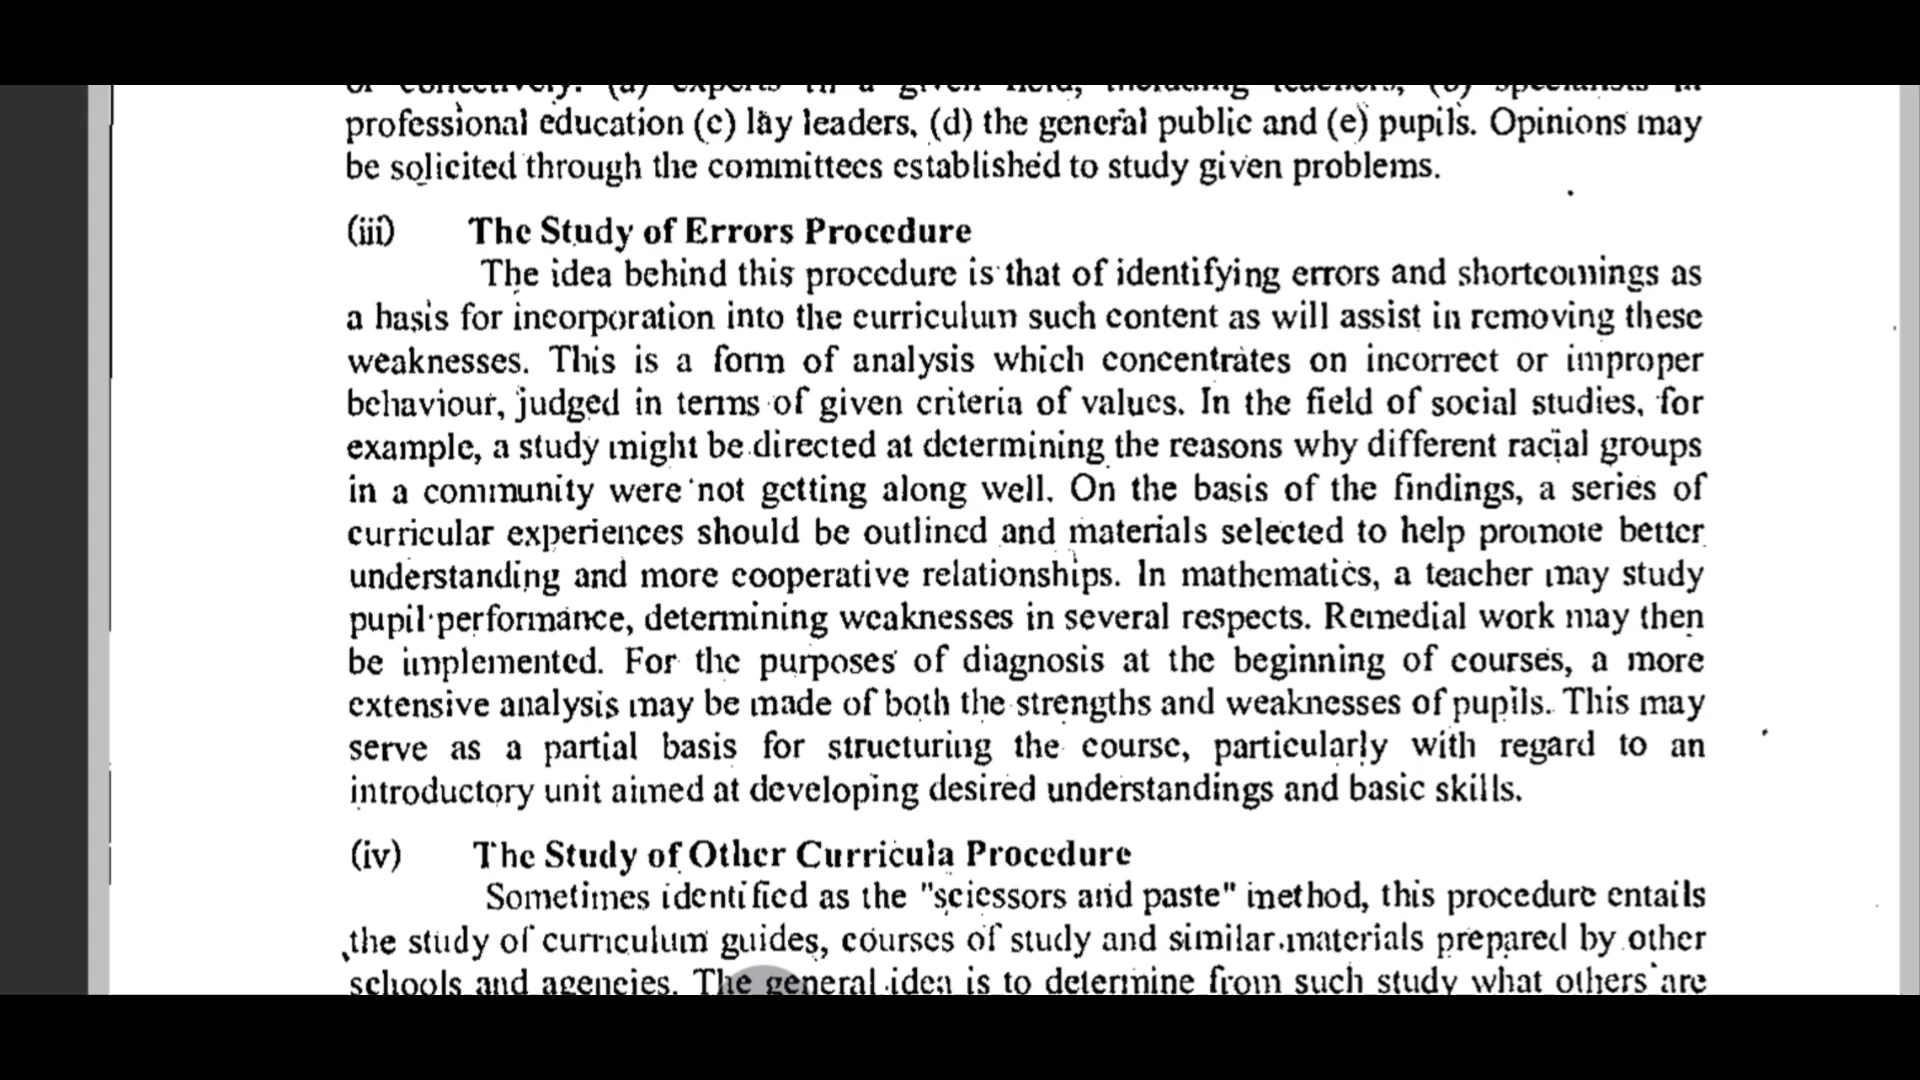 or collectively: (a) experts in a given field, including teachers, (b) specialists in
professional education (c) lay leaders, (d) the general public and (e) pupils. Opinions may
be solicited through the committees established to study given problems.
(iii) The Study of Errors Procedure
The idea behind this procedure is that of identifying errors and shortcomings as
a basis for incorporation into the curriculum such content as will assist in removing these
weaknesses. This is a form of analysis which concentrates on incorrect or improper
behaviour, judged in terms of given criteria of values. In the field of social studies, for
example, a study might be directed at determining the reasons why different racial groups
in a community were not getting along well. On the basis of the findings, a series of
curricular experiences should be outlined and materials selected to help promote better
understanding and more cooperative relationships. In mathematics, a teacher may study
pupil performance, determining weaknesses in several respects. Remedial work may then
be implemented. For the purposes of diagnosis at the beginning of courses, a more
extensive analysis may be made of both the strengths and weaknesses of pupils. This may
serve as a partial basis for structuring the course, particularly with regard to an
introductory unit aimed at developing desired understandings and basic skills.
(iv) The Study of Other Curricula Procedure
Sometimes identified as the "sciessors and paste" method, this procedure entails
the study of curriculum guides, courses of study and similar materials prepared by other
schools and agencies. The general idea is to determine from such study what others are